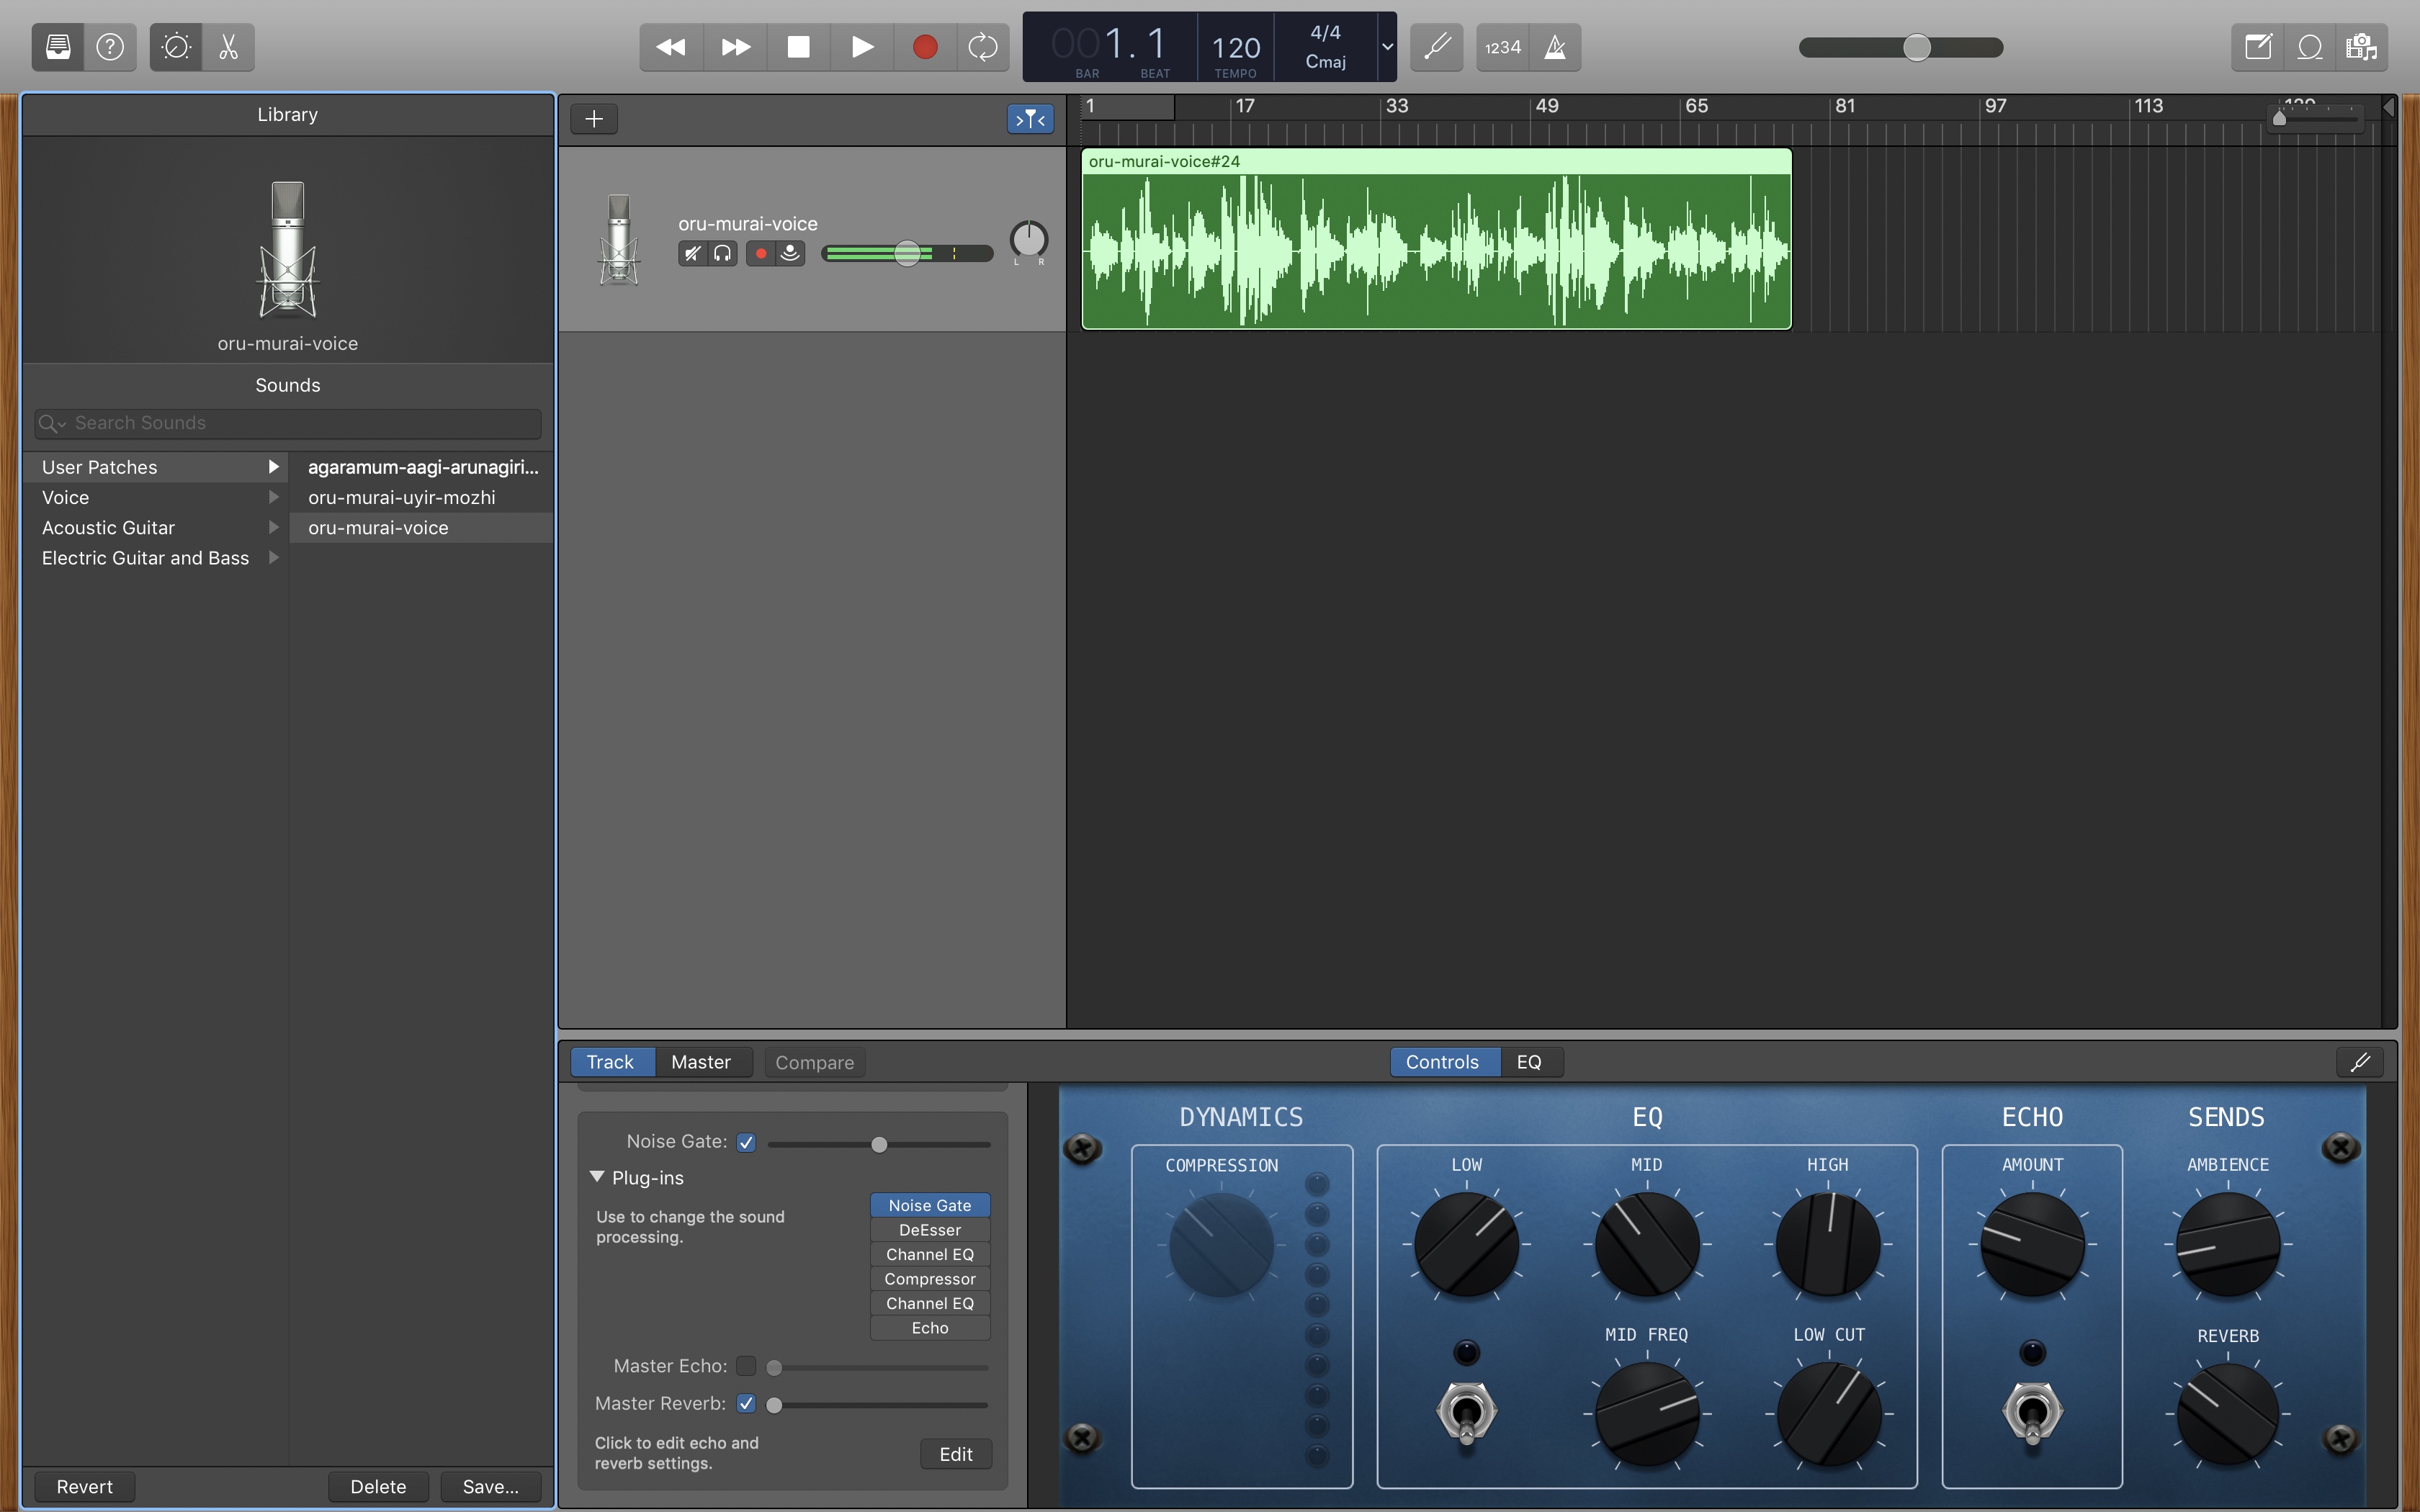 001. 1
BAR BEAT
120
TEMPO
4/4
Cmaj
1234
Library
oru-murai-voice
Sounds
Search Sounds
User Patches
Voice
Acoustic Guitar
Electric Guitar and Bass
agaramum-aagi-arunagiri...
oru-murai-uyir-mozhi
oru-murai-voice
Revert
Delete
Save...
1 17 33 49 65 81 97 113
oru-murai-voice
L R
oru-murai-voice#24
Track
Master
Compare
Controls
EQ
Noise Gate:
Plug-ins
Use to change the sound
processing.
Noise Gate
DeEsser
Channel EQ
Compressor
Channel EQ
Echo
Master Echo:
Master Reverb:
Click to edit echo and
reverb settings.
Edit
DYNAMICS
COMPRESSION
EQ
LOW MID HIGH
MID FREQ LOW CUT
ECHO
AMOUNT
SENDS
AMBIENCE
REVERB